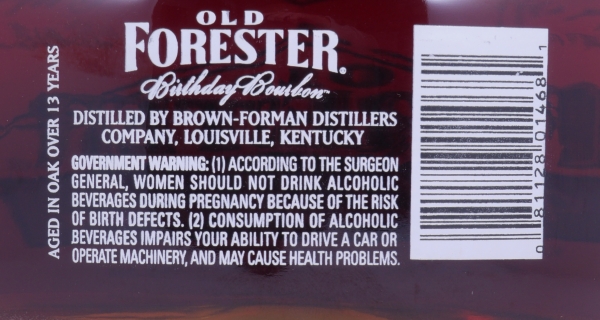 OLD
FORESTER®
Birthday Bourbon™
DISTILLED BY BROWN-FORMAN DISTILLERS
COMPANY, LOUISVILLE, KENTUCKY
GOVERNMENT WARNING: (1) ACCORDING TO THE SURGEON
GENERAL, WOMEN SHOULD NOT DRINK ALCOHOLIC
BEVERAGES DURING PREGNANCY BECAUSE OF THE RISK
OF BIRTH DEFECTS. (2) CONSUMPTION OF ALCOHOLIC
BEVERAGES IMPAIRS YOUR ABILITY TO DRIVE A CAR OR
OPERATE MACHINERY, AND MAY CAUSE HEALTH PROBLEMS.
AGED IN OAK OVER 13 YEARS
0 81128 01468 1